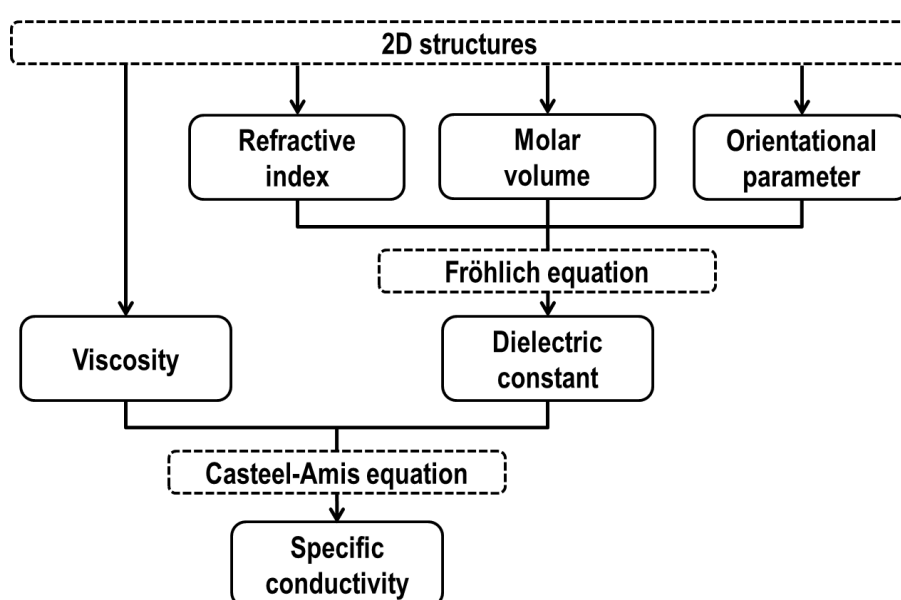 2D structures
Refractive
index
Molar
volume
Orientational
parameter
Fröhlich equation
Viscosity
Dielectric
constant
Casteel-Amis equation
Specific
conductivity